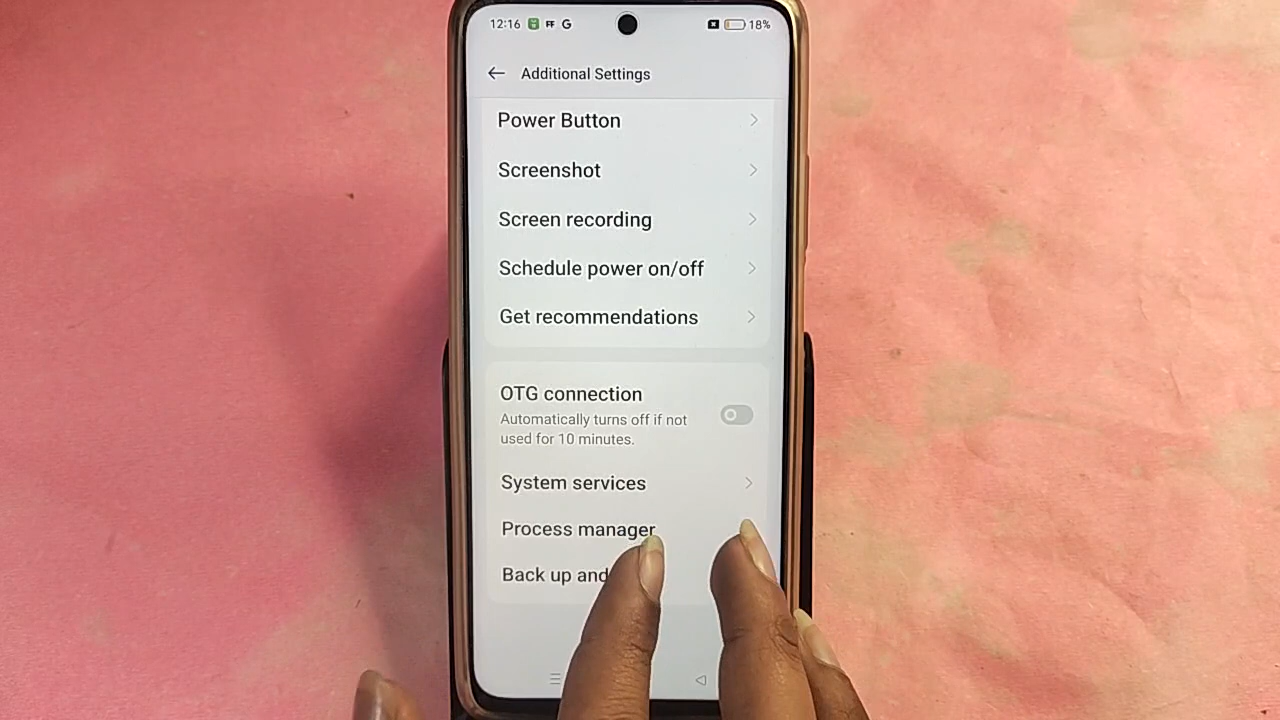 12:16 FF G 18%
Additional Settings
Power Button
Screenshot
Screen recording
Schedule power on/off
Get recommendations
OTG connection
Automatically turns off if not
used for 10 minutes.
System services
Process manager
Back up and